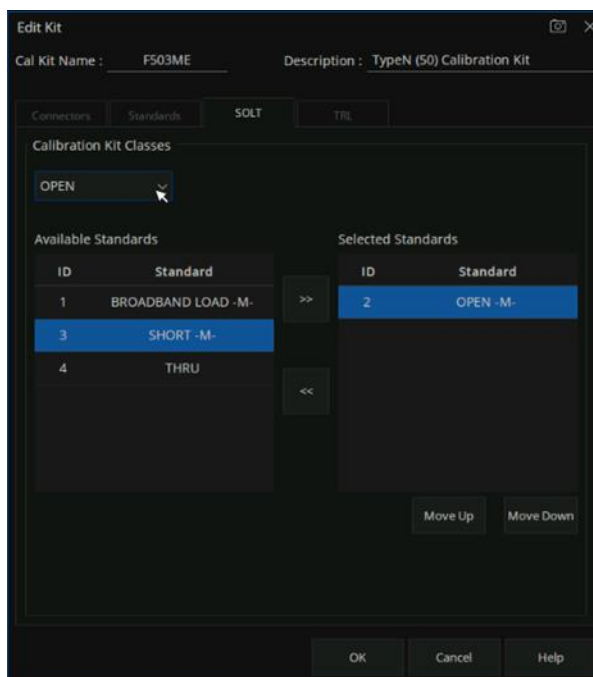 Edit Kit
Cal Kit Name : F503ME Description : TypeN (50) Calibration Kit
Connectors Standards SOLT TRL
Calibration Kit Classes
OPEN
Available Standards Selected Standards
ID Standard ID Standard
1 BROADBAND LOAD -M- >> 2 OPEN -M-
3 SHORT -M-
4 THRU
<<
Move Up Move Down
OK Cancel Help